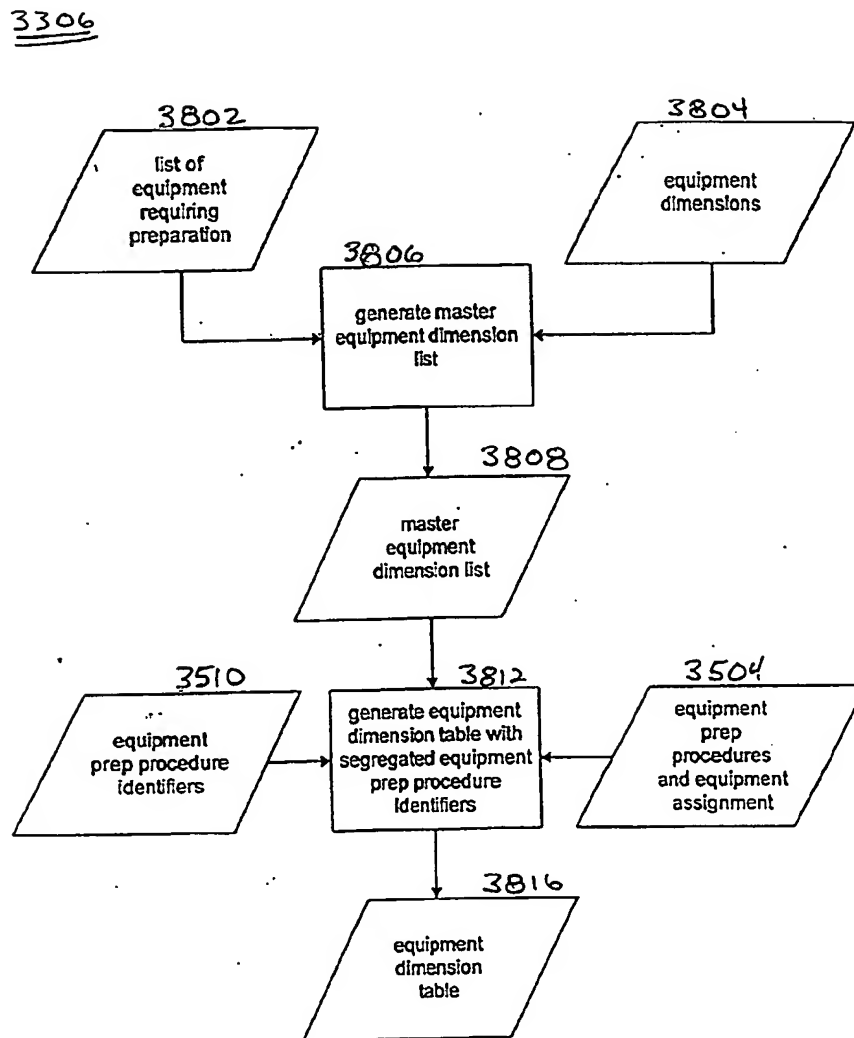 3306
3802
list of
equipment
requiring
preparation
3804
equipment
dimensions
3806
generate master
equipment dimension
list
3808
master
equipment
dimension list
3510
equipment
prep procedure
identifiers
3812
generate equipment
dimension table with
segregated equipment
prep procedure
identifiers
3504
equipment
prep
procedures
and equipment
assignment
3816
equipment
dimension
table